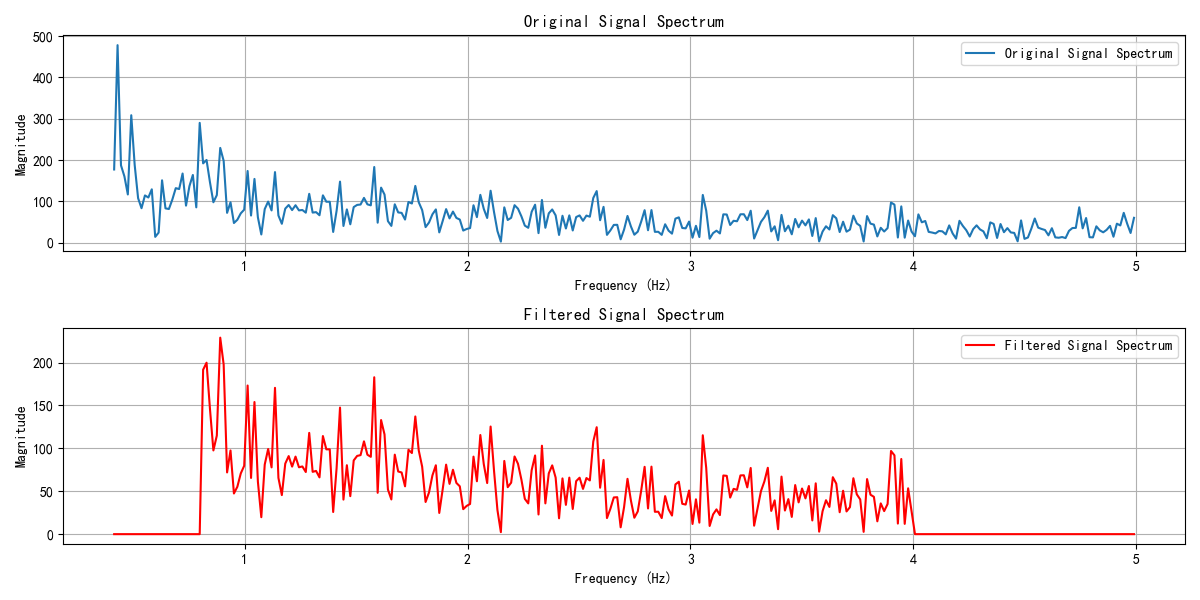 Original Signal Spectrum
500
400
300
200
100
0
Magnitude
Original Signal Spectrum
1 2 3 4 5
Frequency (Hz)
Filtered Signal Spectrum
200
150
100
50
0
Magnitude
Filtered Signal Spectrum
1 2 3 4 5
Frequency (Hz)